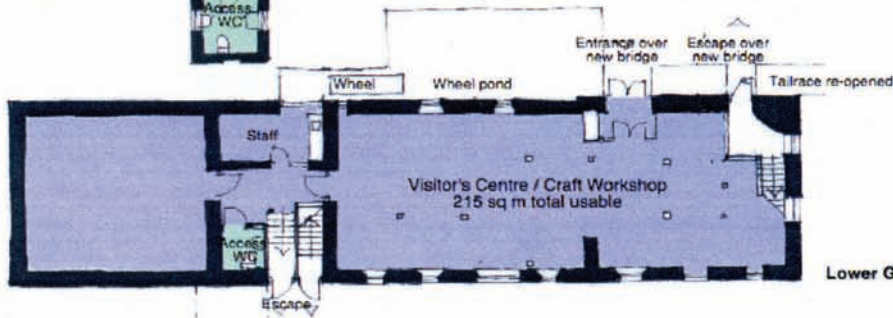 Access
WC
Entrance over
new bridge
Escape over
new bridge
Wheel
Wheel pond
Tailrace re-opened
Staff
Visitor's Centre / Craft Workshop
215 sq m total usable
Access
WC
Lower G
Escape